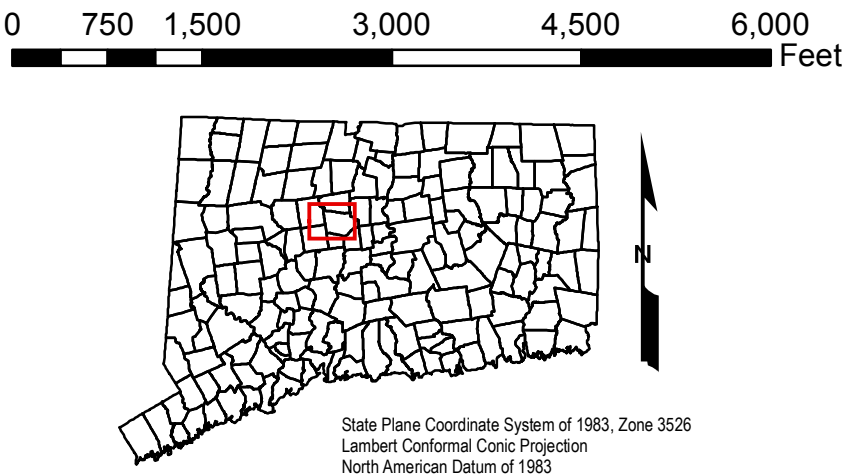 0 750 1,500 3,000 4,500 6,000
Feet
N
State Plane Coordinate System of 1983, Zone 3526
Lambert Conformal Conic Projection
North American Datum of 1983